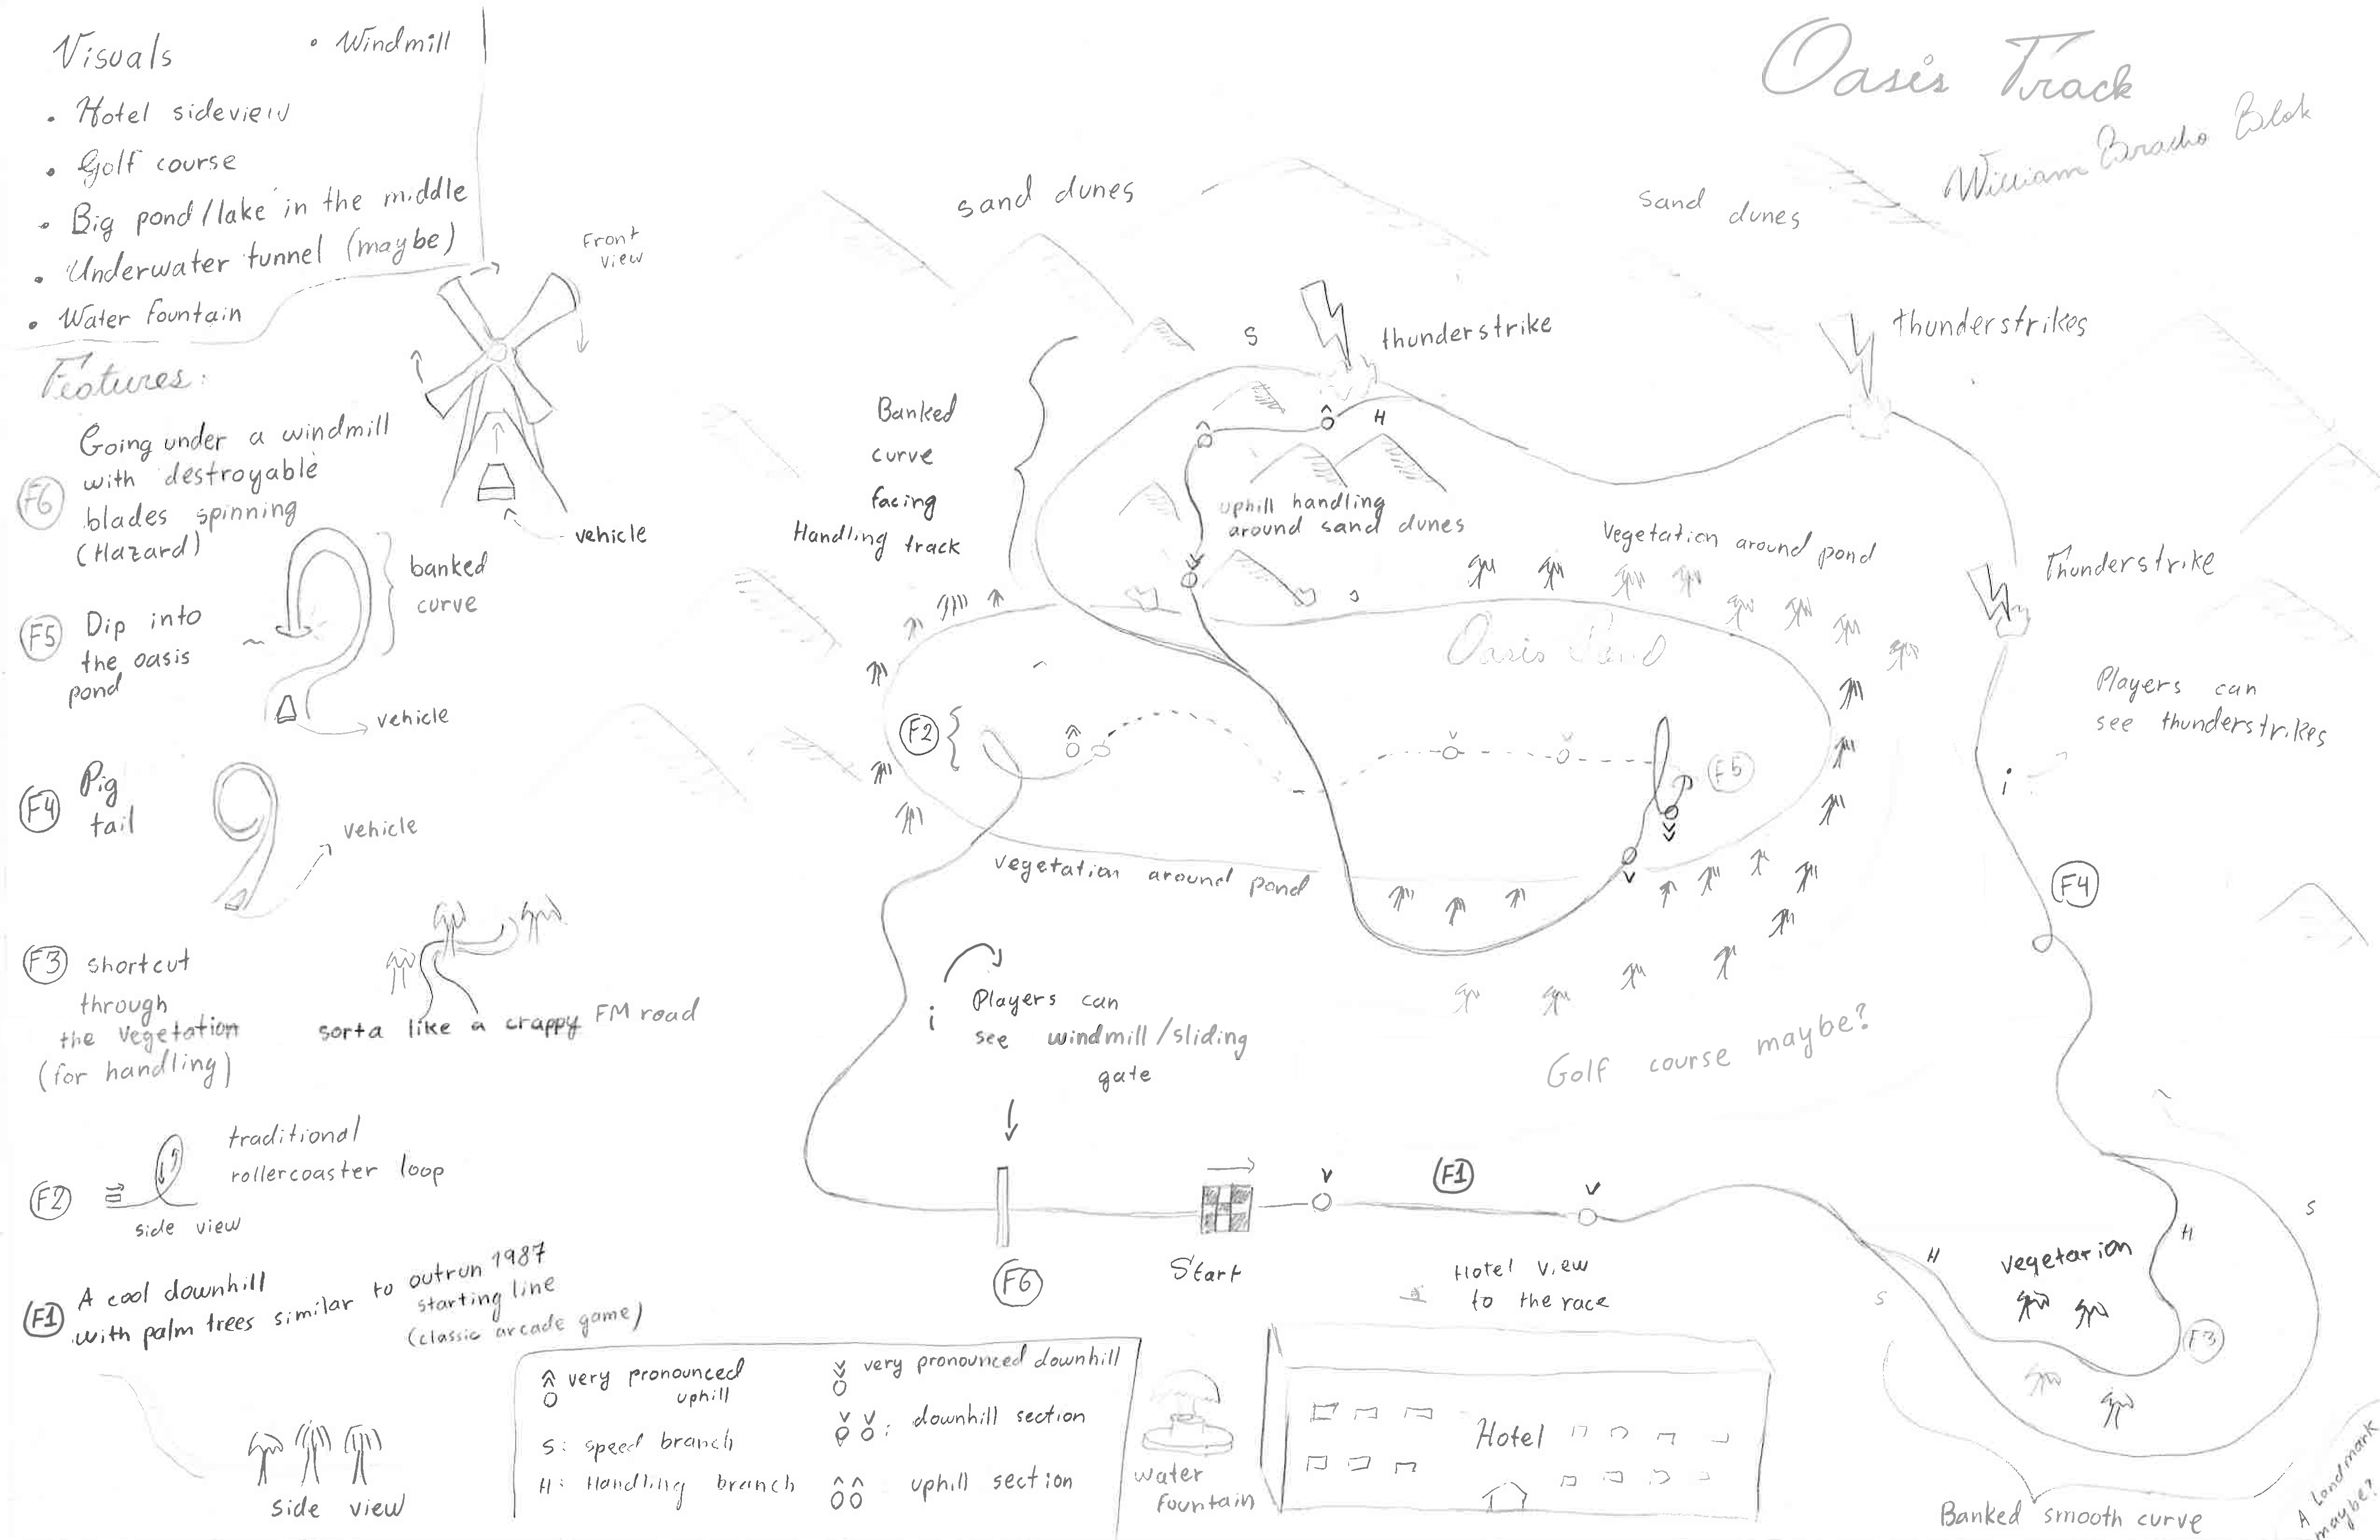 Visuals
• Windmill
• Hotel sideview
• Golf course
• Big pond/lake in the middle
• Underwater tunnel (maybe)
• Water fountain
Oasis Track
William Bracho Blok
Features:
F6 Going under a windmill
with destroyable
blades spinning
(Hazard)
Front
view
vehicle
F5 Dip into
the oasis
pond
banked
curve
vehicle
F4 Pig
tail
vehicle
F3 shortcut
through
the vegetation
(for handling)
sorta like a crappy FM road
F2 traditional
rollercoaster loop
side view
F1 A cool downhill
with palm trees similar to outrun 1987
starting line
(classic arcade game)
side view
very pronounced
uphill
S: speed branch
H: Handling branch
very pronounced downhill
: downhill section
uphill section
sand dunes
sand dunes
S
thunderstrike
thunderstrikes
Banked
curve
facing
Handling track
H
uphill handling
around sand dunes
Vegetation around pond
Thunderstrike
Oasis Pond
Players can
see thunderstrikes
i
F2
F5
F4
vegetation around pond
i
Players can
see windmill/sliding
gate
Golf course maybe?
F6
Start
F1
Hotel view
to the race
H
S
vegetation
H
S
F3
water
fountain
Hotel
Banked smooth curve
A landmark
maybe?